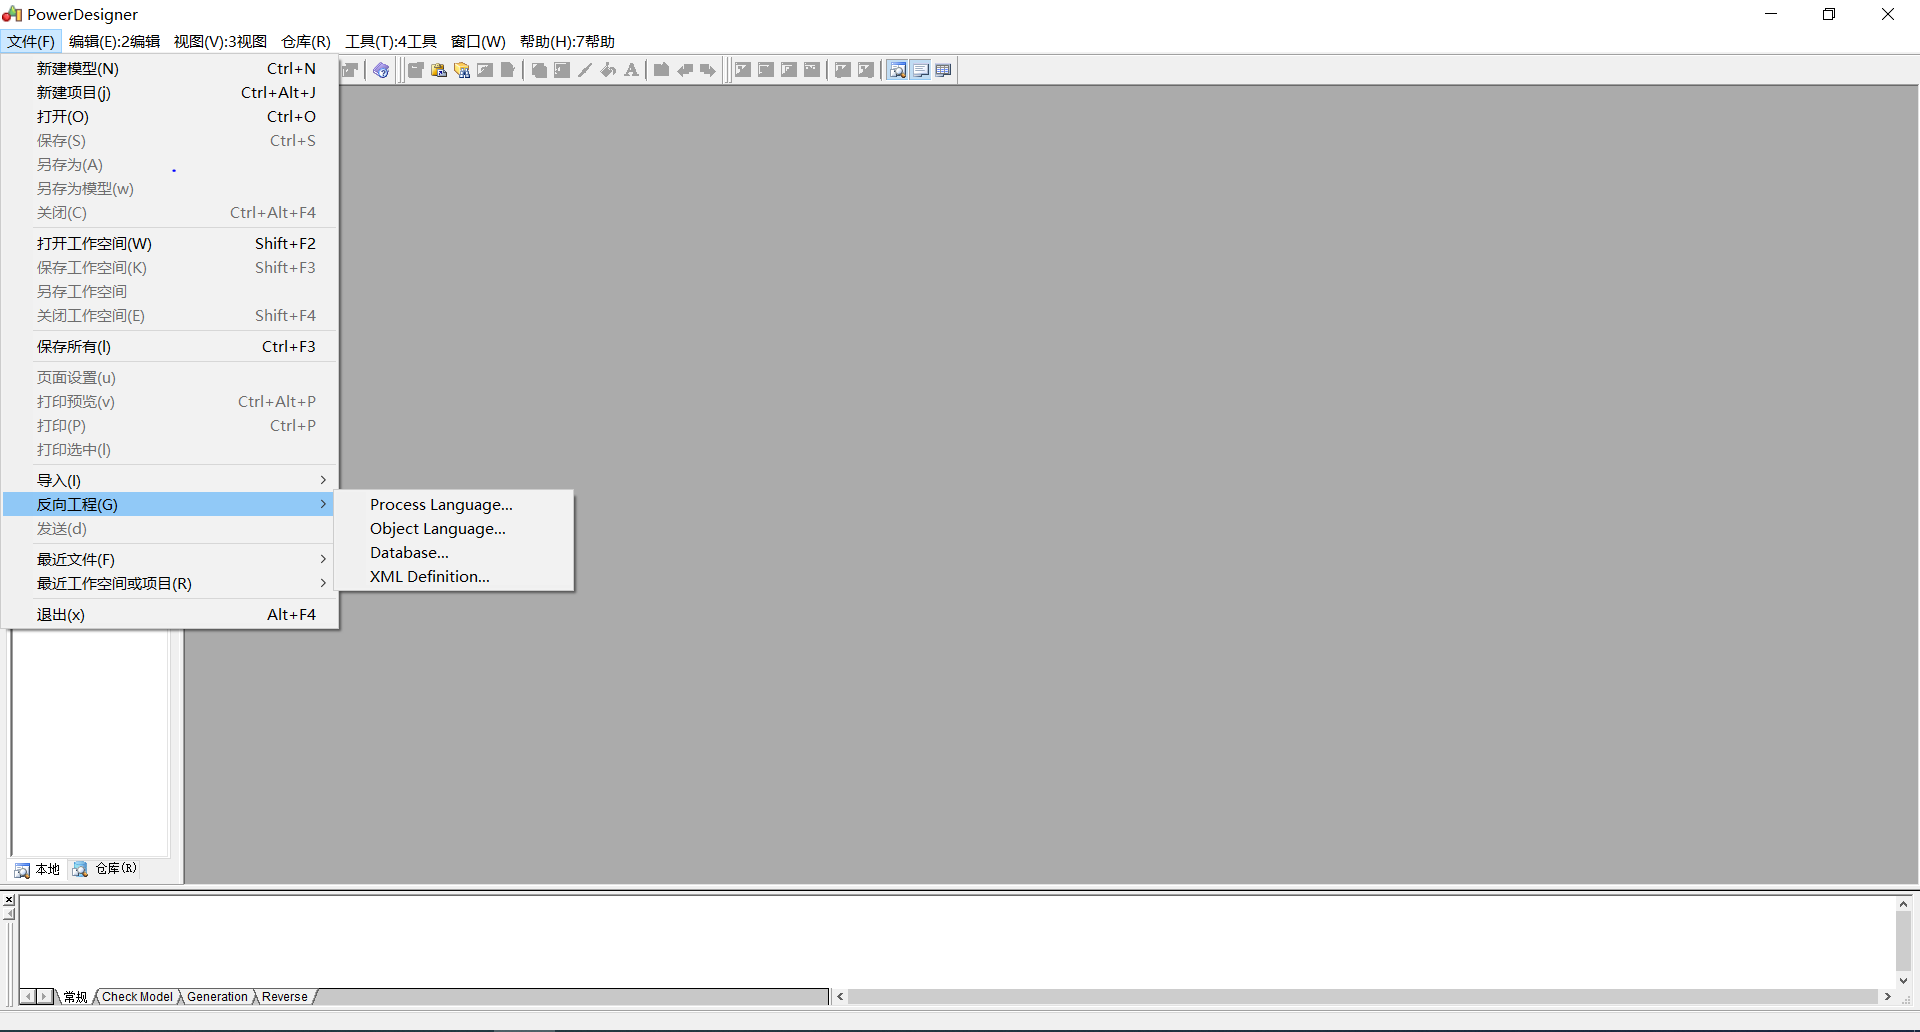 PowerDesigner
文件(F) 编辑(E):2编辑 视图(V):3视图 仓库(R) 工具(T):4工具 窗口(W) 帮助(H):7帮助
新建模型(N) Ctrl+N
新建项目(j) Ctrl+Alt+J
打开(O) Ctrl+O
保存(S) Ctrl+S
另存为(A)
另存为模型(w)
关闭(C) Ctrl+Alt+F4
打开工作空间(W) Shift+F2
保存工作空间(K) Shift+F3
另存工作空间
关闭工作空间(E) Shift+F4
保存所有(l) Ctrl+F3
页面设置(u)
打印预览(v) Ctrl+Alt+P
打印(P) Ctrl+P
打印选中(l)
导入(I)
反向工程(G)
发送(d)
最近文件(F)
最近工作空间或项目(R)
退出(x) Alt+F4
Process Language...
Object Language...
Database...
XML Definition...
本地 仓库(R)
常规 Check Model Generation Reverse